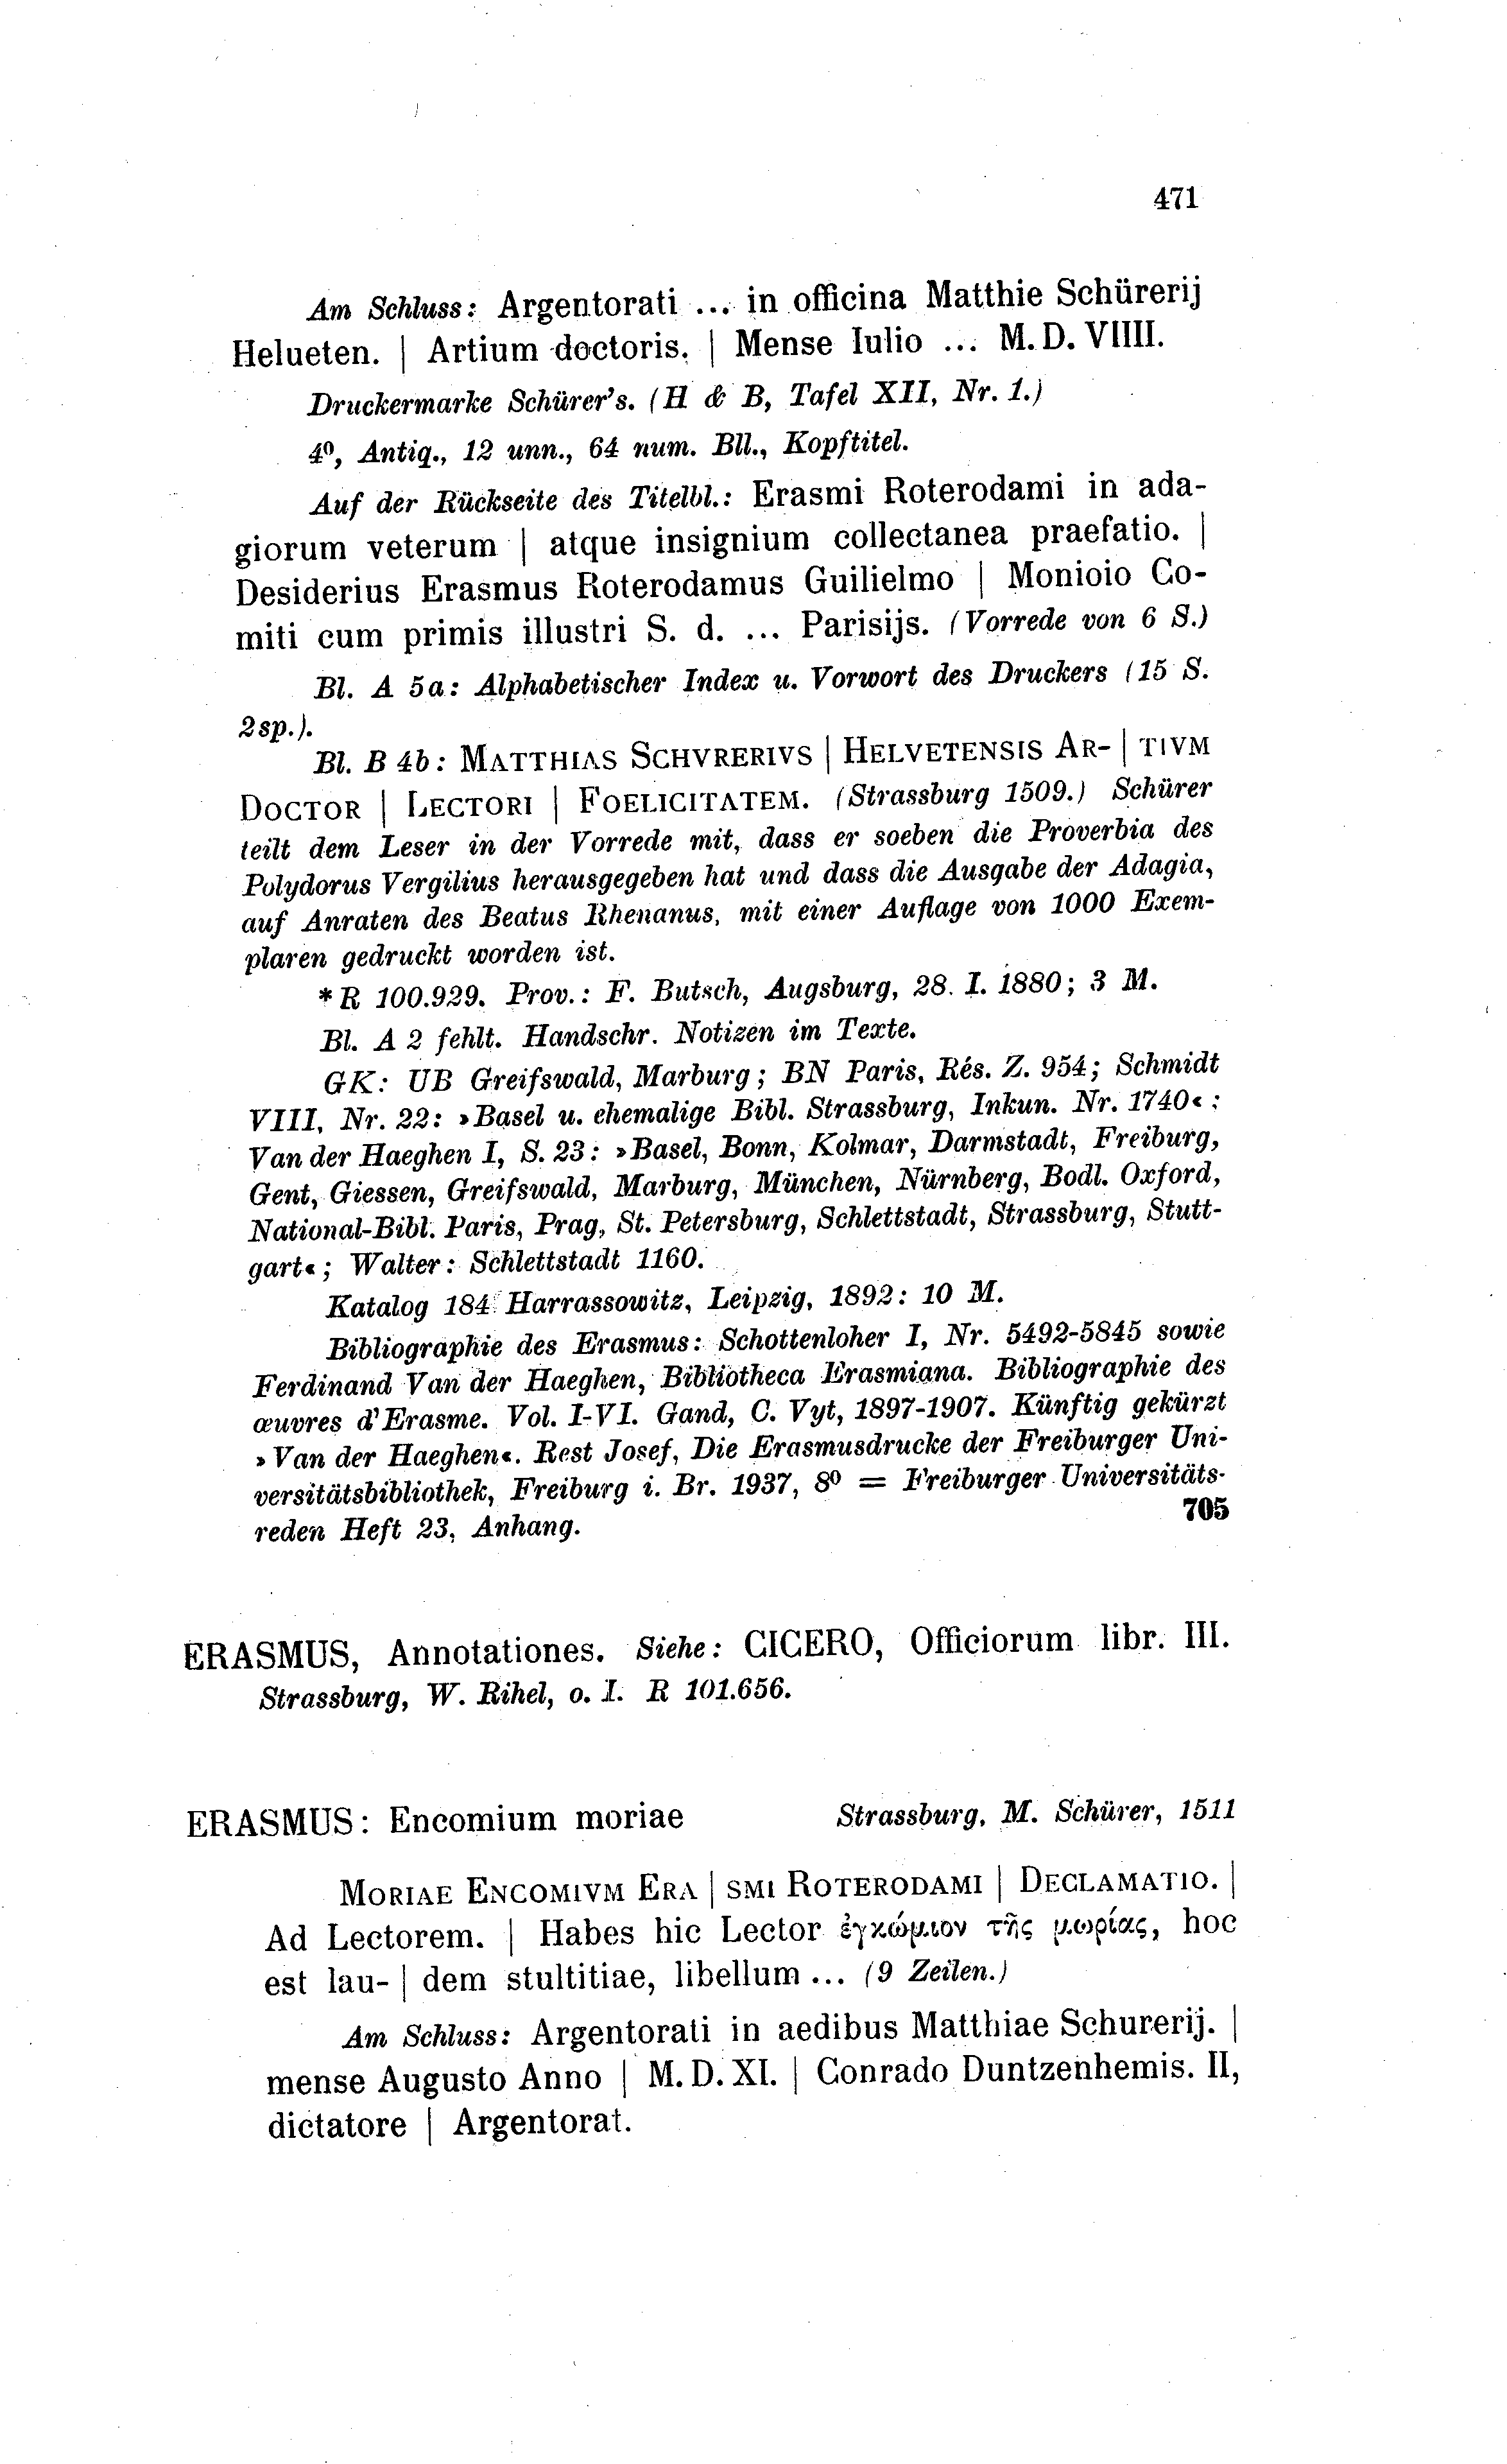 471
Am Schluss: Argentorati ... in officina Matthie Schürerij
Helueten. | Artium doctoris. | Mense Iulio ... M. D. VIIII.
Druckermarke Schürer's. (H & B, Tafel XII, Nr. 1.)
4⁰, Antiq., 12 unn., 64 num. Bll., Kopftitel.
Auf der Rückseite des Titelbl.: Erasmi Roterodami in ada-
giorum veterum | atque insignium collectanea praefatio. |
Desiderius Erasmus Roterodamus Guilielmo | Monioio Co-
miti cum primis illustri S. d. ... Parisijs. (Vorrede von 6 S.)
Bl. A 5a: Alphabetischer Index u. Vorwort des Druckers (15 S.
2sp.).
Bl. B 4b: MATTHIAS SCHVRERIVS | HELVETENSIS AR- | TIVM
DOCTOR | LECTORI | FOELICITATEM. (Strassburg 1509.) Schürer
teilt dem Leser in der Vorrede mit, dass er soeben die Proverbia des
Polydorus Vergilius herausgegeben hat und dass die Ausgabe der Adagia,
auf Anraten des Beatus Rhenanus, mit einer Auflage von 1000 Exem-
plaren gedruckt worden ist.
* R 100.929. Prov.: F. Butsch, Augsburg, 28. I. 1880; 3 M.
Bl. A 2 fehlt. Handschr. Notizen im Texte.
GK: UB Greifswald, Marburg; BN Paris, Rés. Z. 954; Schmidt
VIII, Nr. 22: »Basel u. ehemalige Bibl. Strassburg, Inkun. Nr. 1740«;
Van der Haeghen I, S. 23: »Basel, Bonn, Kolmar, Darmstadt, Freiburg,
Gent, Giessen, Greifswald, Marburg, München, Nürnberg, Bodl. Oxford,
National-Bibl. Paris, Prag, St. Petersburg, Schlettstadt, Strassburg, Stutt-
gart«; Walter: Schlettstadt 1160.
Katalog 184 Harrassowitz, Leipzig, 1892: 10 M.
Bibliographie des Erasmus: Schottenloher I, Nr. 5492-5845 sowie
Ferdinand Van der Haeghen, Bibliotheca Erasmiana. Bibliographie des
œuvres d'Erasme. Vol. I-VI. Gand, C. Vyt, 1897-1907. Künftig gekürzt
»Van der Haeghen«. Rest Josef, Die Erasmusdrucke der Freiburger Uni-
versitätsbibliothek, Freiburg i. Br. 1937, 8⁰ = Freiburger Universitäts-
reden Heft 23, Anhang. 705
ERASMUS, Annotationes. Siehe: CICERO, Officiorum libr. III.
Strassburg, W. Rihel, o. I. R 101.656.
ERASMUS: Encomium moriae Strassburg, M. Schürer, 1511
MORIAE ENCOMIVM ERA | SMI ROTERODAMI | DECLAMATIO. |
Ad Lectorem. | Habes hic Lector ἐγκώμιον τῆς μωρίας, hoc
est lau- | dem stultitiae, libellum ... (9 Zeilen.)
Am Schluss: Argentorati in aedibus Matthiae Schurerij. |
mense Augusto Anno | M. D. XI. | Conrado Duntzenhemis. II,
dictatore | Argentorat.